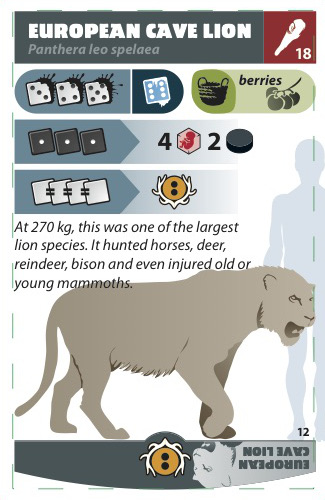 EUROPEAN CAVE LION
Panthera leo spelaea
18
berries
4 2
At 270 kg, this was one of the largest
lion species. It hunted horses, deer,
reindeer, bison and even injured old or
young mammoths.
12
EUROPEAN
CAVE LION